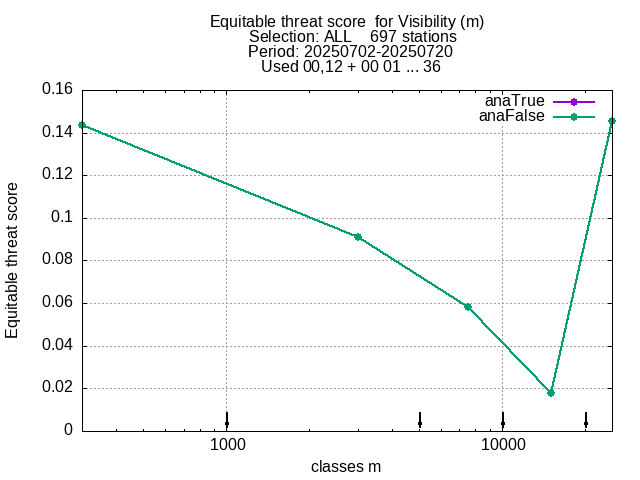 Equitable threat score  for Visibility (m)
Selection: ALL    697 stations
Period: 20250702-20250720
Used 00,12 + 00 01 ... 36
anaTrue
anaFalse
0.16
0.14
0.12
0.1
0.08
0.06
0.04
0.02
0
Equitable threat score
1000
10000
classes m